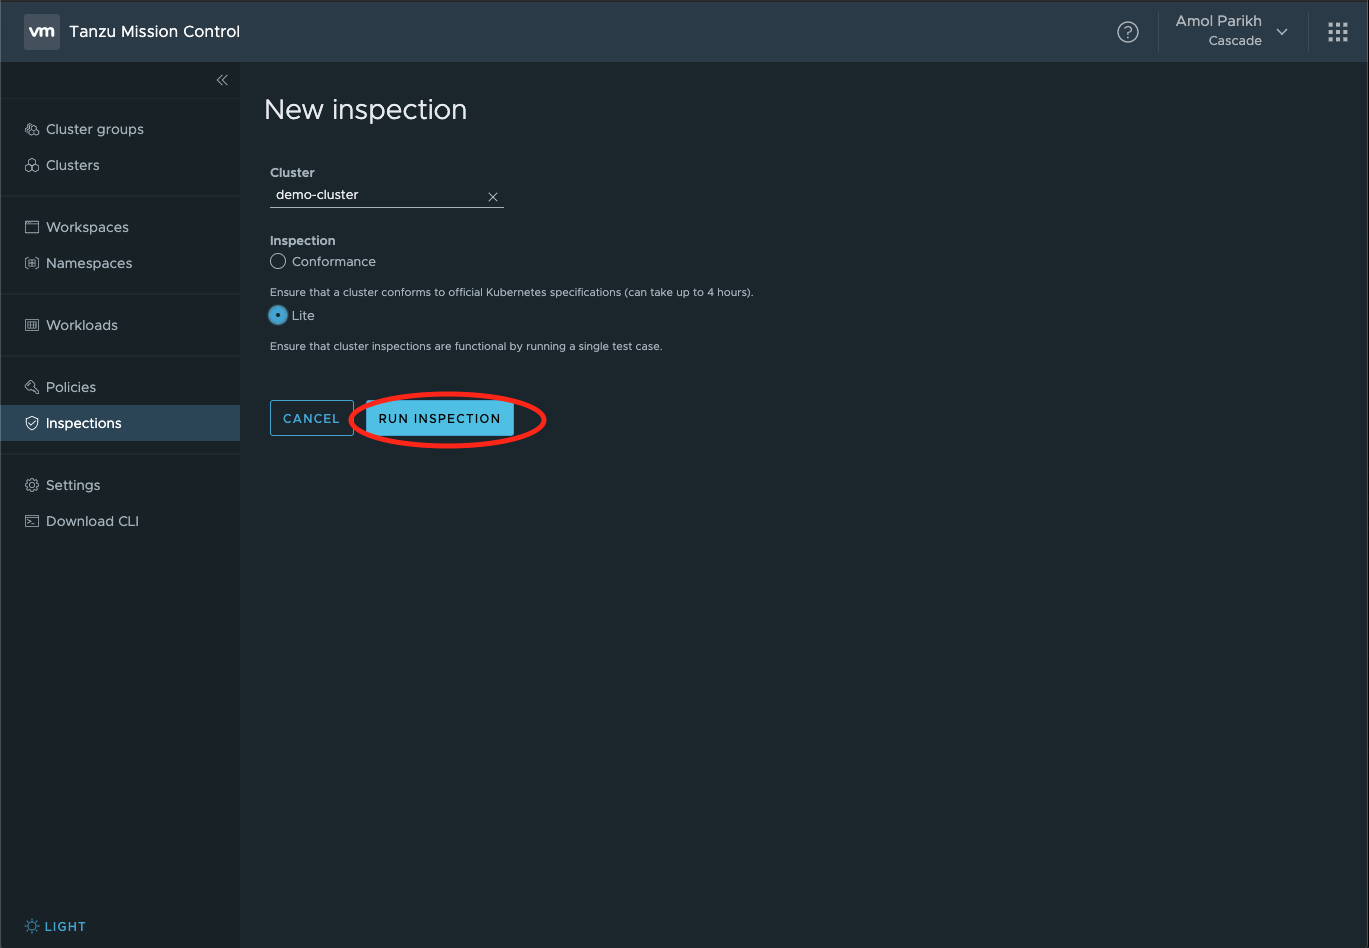 vm Tanzu Mission Control
?
Amol Parikh
Cascade
Cluster groups
Clusters
Workspaces
Namespaces
Workloads
Policies
Inspections
Settings
Download CLI
LIGHT
New inspection
Cluster
demo-cluster
Inspection
Conformance
Ensure that a cluster conforms to official Kubernetes specifications (can take up to 4 hours).
Lite
Ensure that cluster inspections are functional by running a single test case.
CANCEL RUN INSPECTION